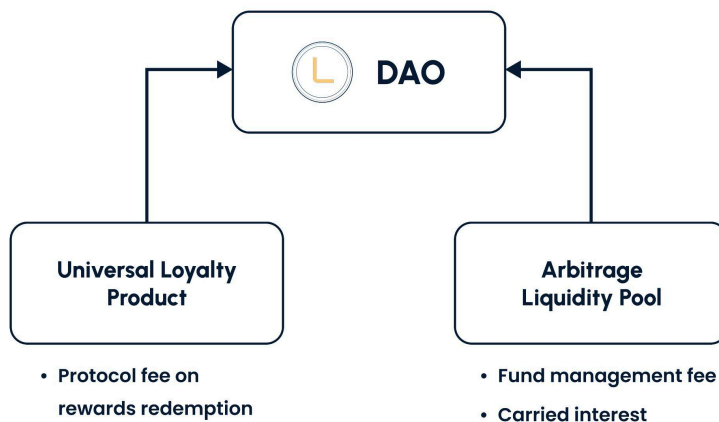 L DAO
Universal Loyalty
Product
Arbitrage
Liquidity Pool
• Protocol fee on
rewards redemption
• Fund management fee
• Carried interest